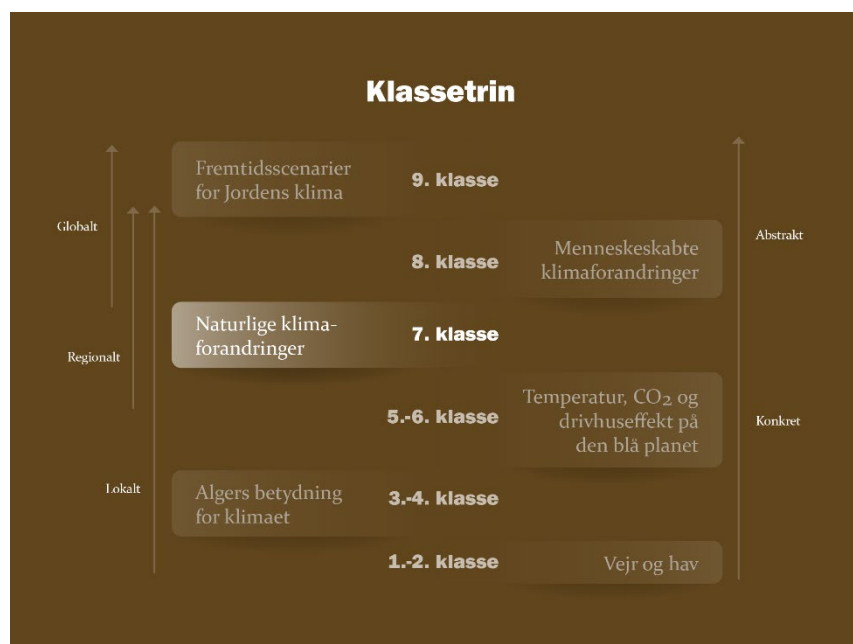 Klassetrin
Fremtidsscenarier
for Jordens klima
9. klasse
Globalt
8. klasse
Menneskeskabte
klimaforandringer
Abstrakt
Naturlige klima-
forandringer
7. klasse
Regionalt
5.-6. klasse
Temperatur, CO2 og
drivhuseffekt på
den blå planet
Konkret
Lokalt
Algers betydning
for klimaet
3.-4. klasse
1.-2. klasse
Vejr og hav